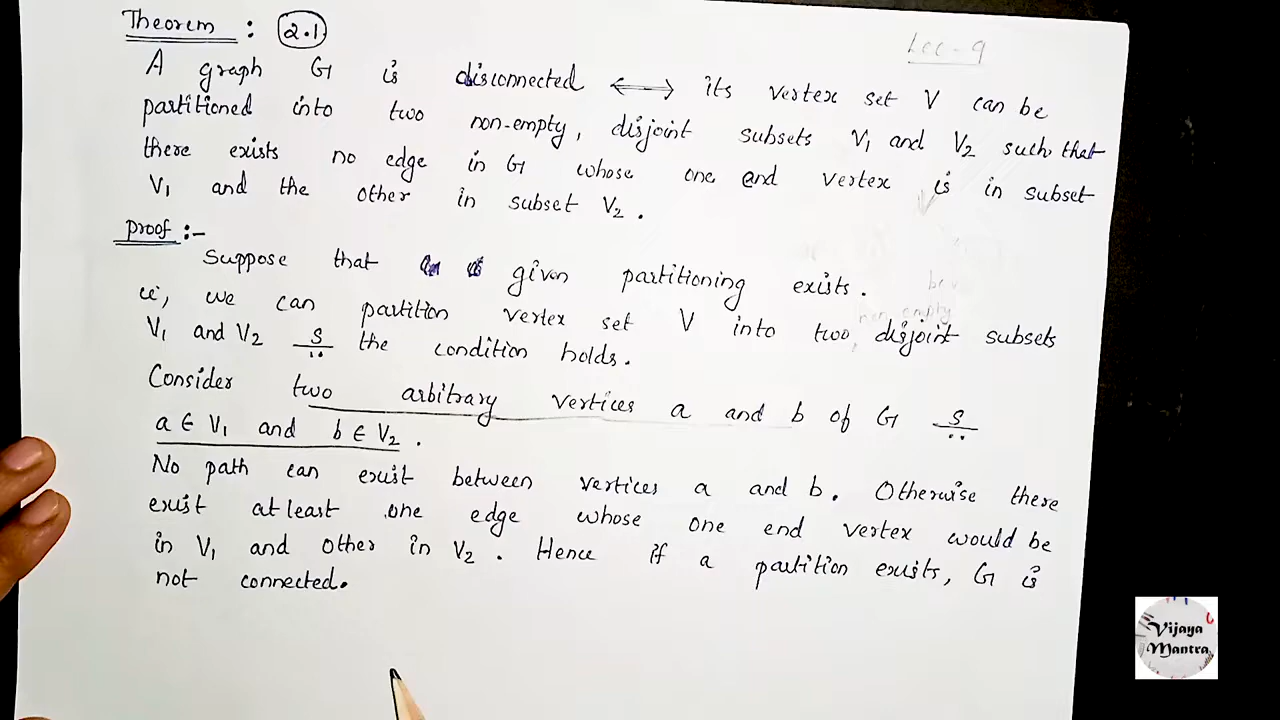 Theorem : 2.1
Lec - 9
A graph G is disconnected ⟷ its vertex set V can be
partitioned into two non-empty, disjoint subsets V1 and V2 such that
there exists no edge in G whose one end vertex is in subset
V1 and the other in subset V2.
Proof :-
Suppose that given partitioning exists.
ie, we can partition vertex set V into two, disjoint subsets
non empty
V1 and V2 s.. the condition holds.
Consider two arbitrary vertices a and b of G s..
a ∈ V1 and b ∈ V2.
No path can exist between vertices a and b. Otherwise there
exist at least one edge whose one end vertex would be
in V1 and other in V2. Hence if a partition exists, G is
not connected.
Vijaya
Mantra